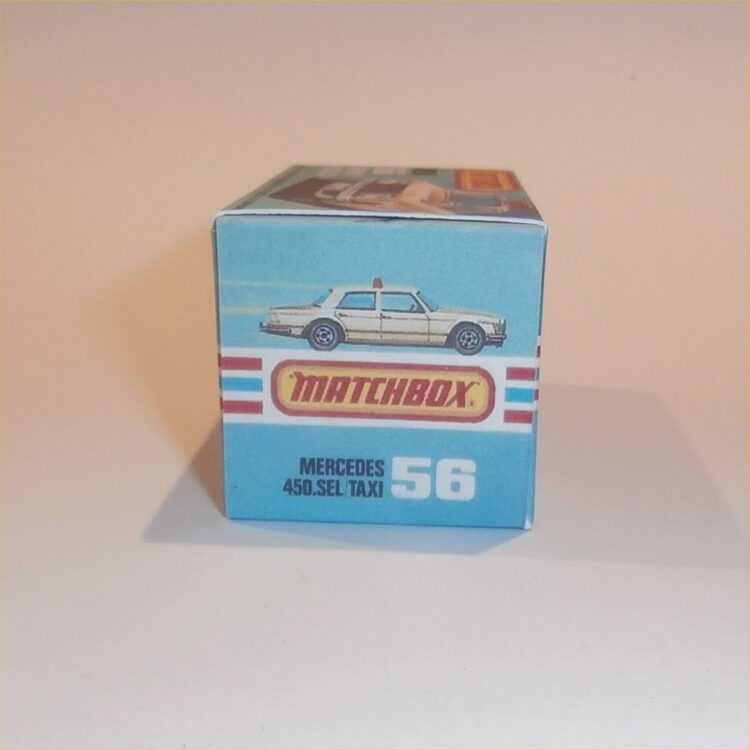 MATCHBOX
MERCEDES
450.SEL/TAXI
56